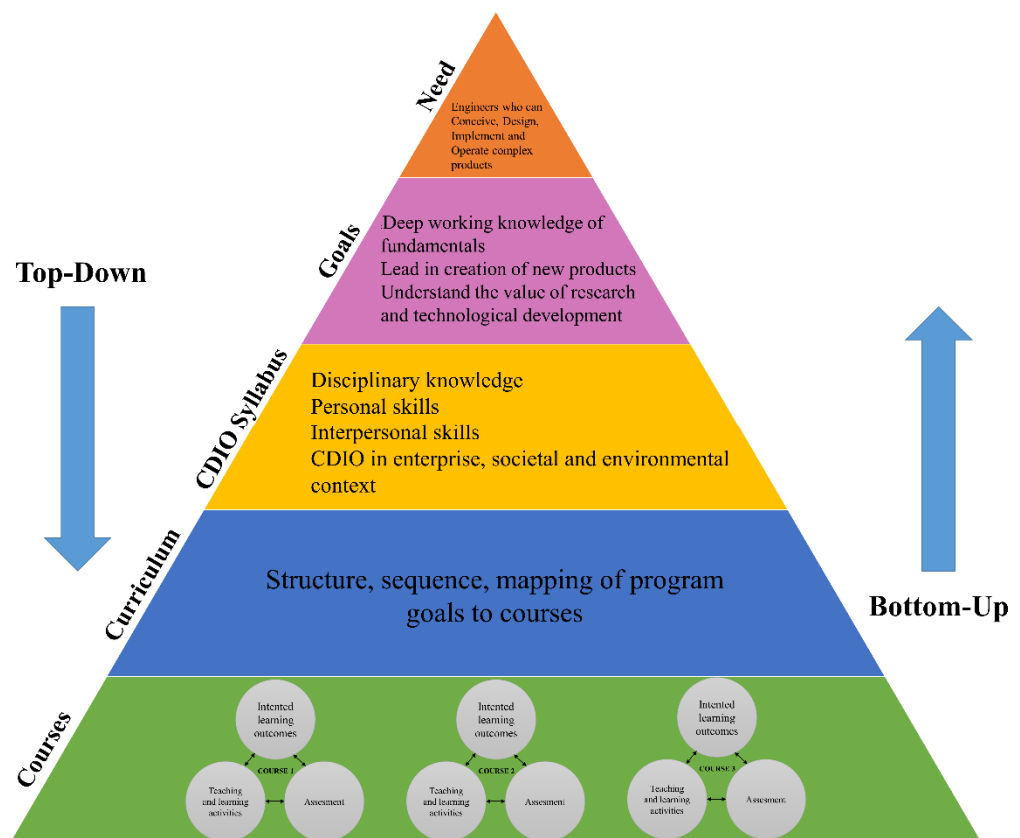 Need
Engineers who can
Conceive, Design,
Implement and
Operate complex
products
Goals
Deep working knowledge of
fundamentals
Lead in creation of new products
Understand the value of research
and technological development
Top-Down
CDIO Syllabus
Disciplinary knowledge
Personal skills
Interpersonal skills
CDIO in enterprise, societal and environmental
context
Curriculum
Structure, sequence, mapping of program
goals to courses
Bottom-Up
Courses
Intented
learning
outcomes
COURSE 1
Teaching
and learning
activities
Assesment
Intented
learning
outcomes
COURSE 2
Teaching
and learning
activities
Assesment
Intented
learning
outcomes
COURSE 3
Teaching
and learning
activities
Assesment